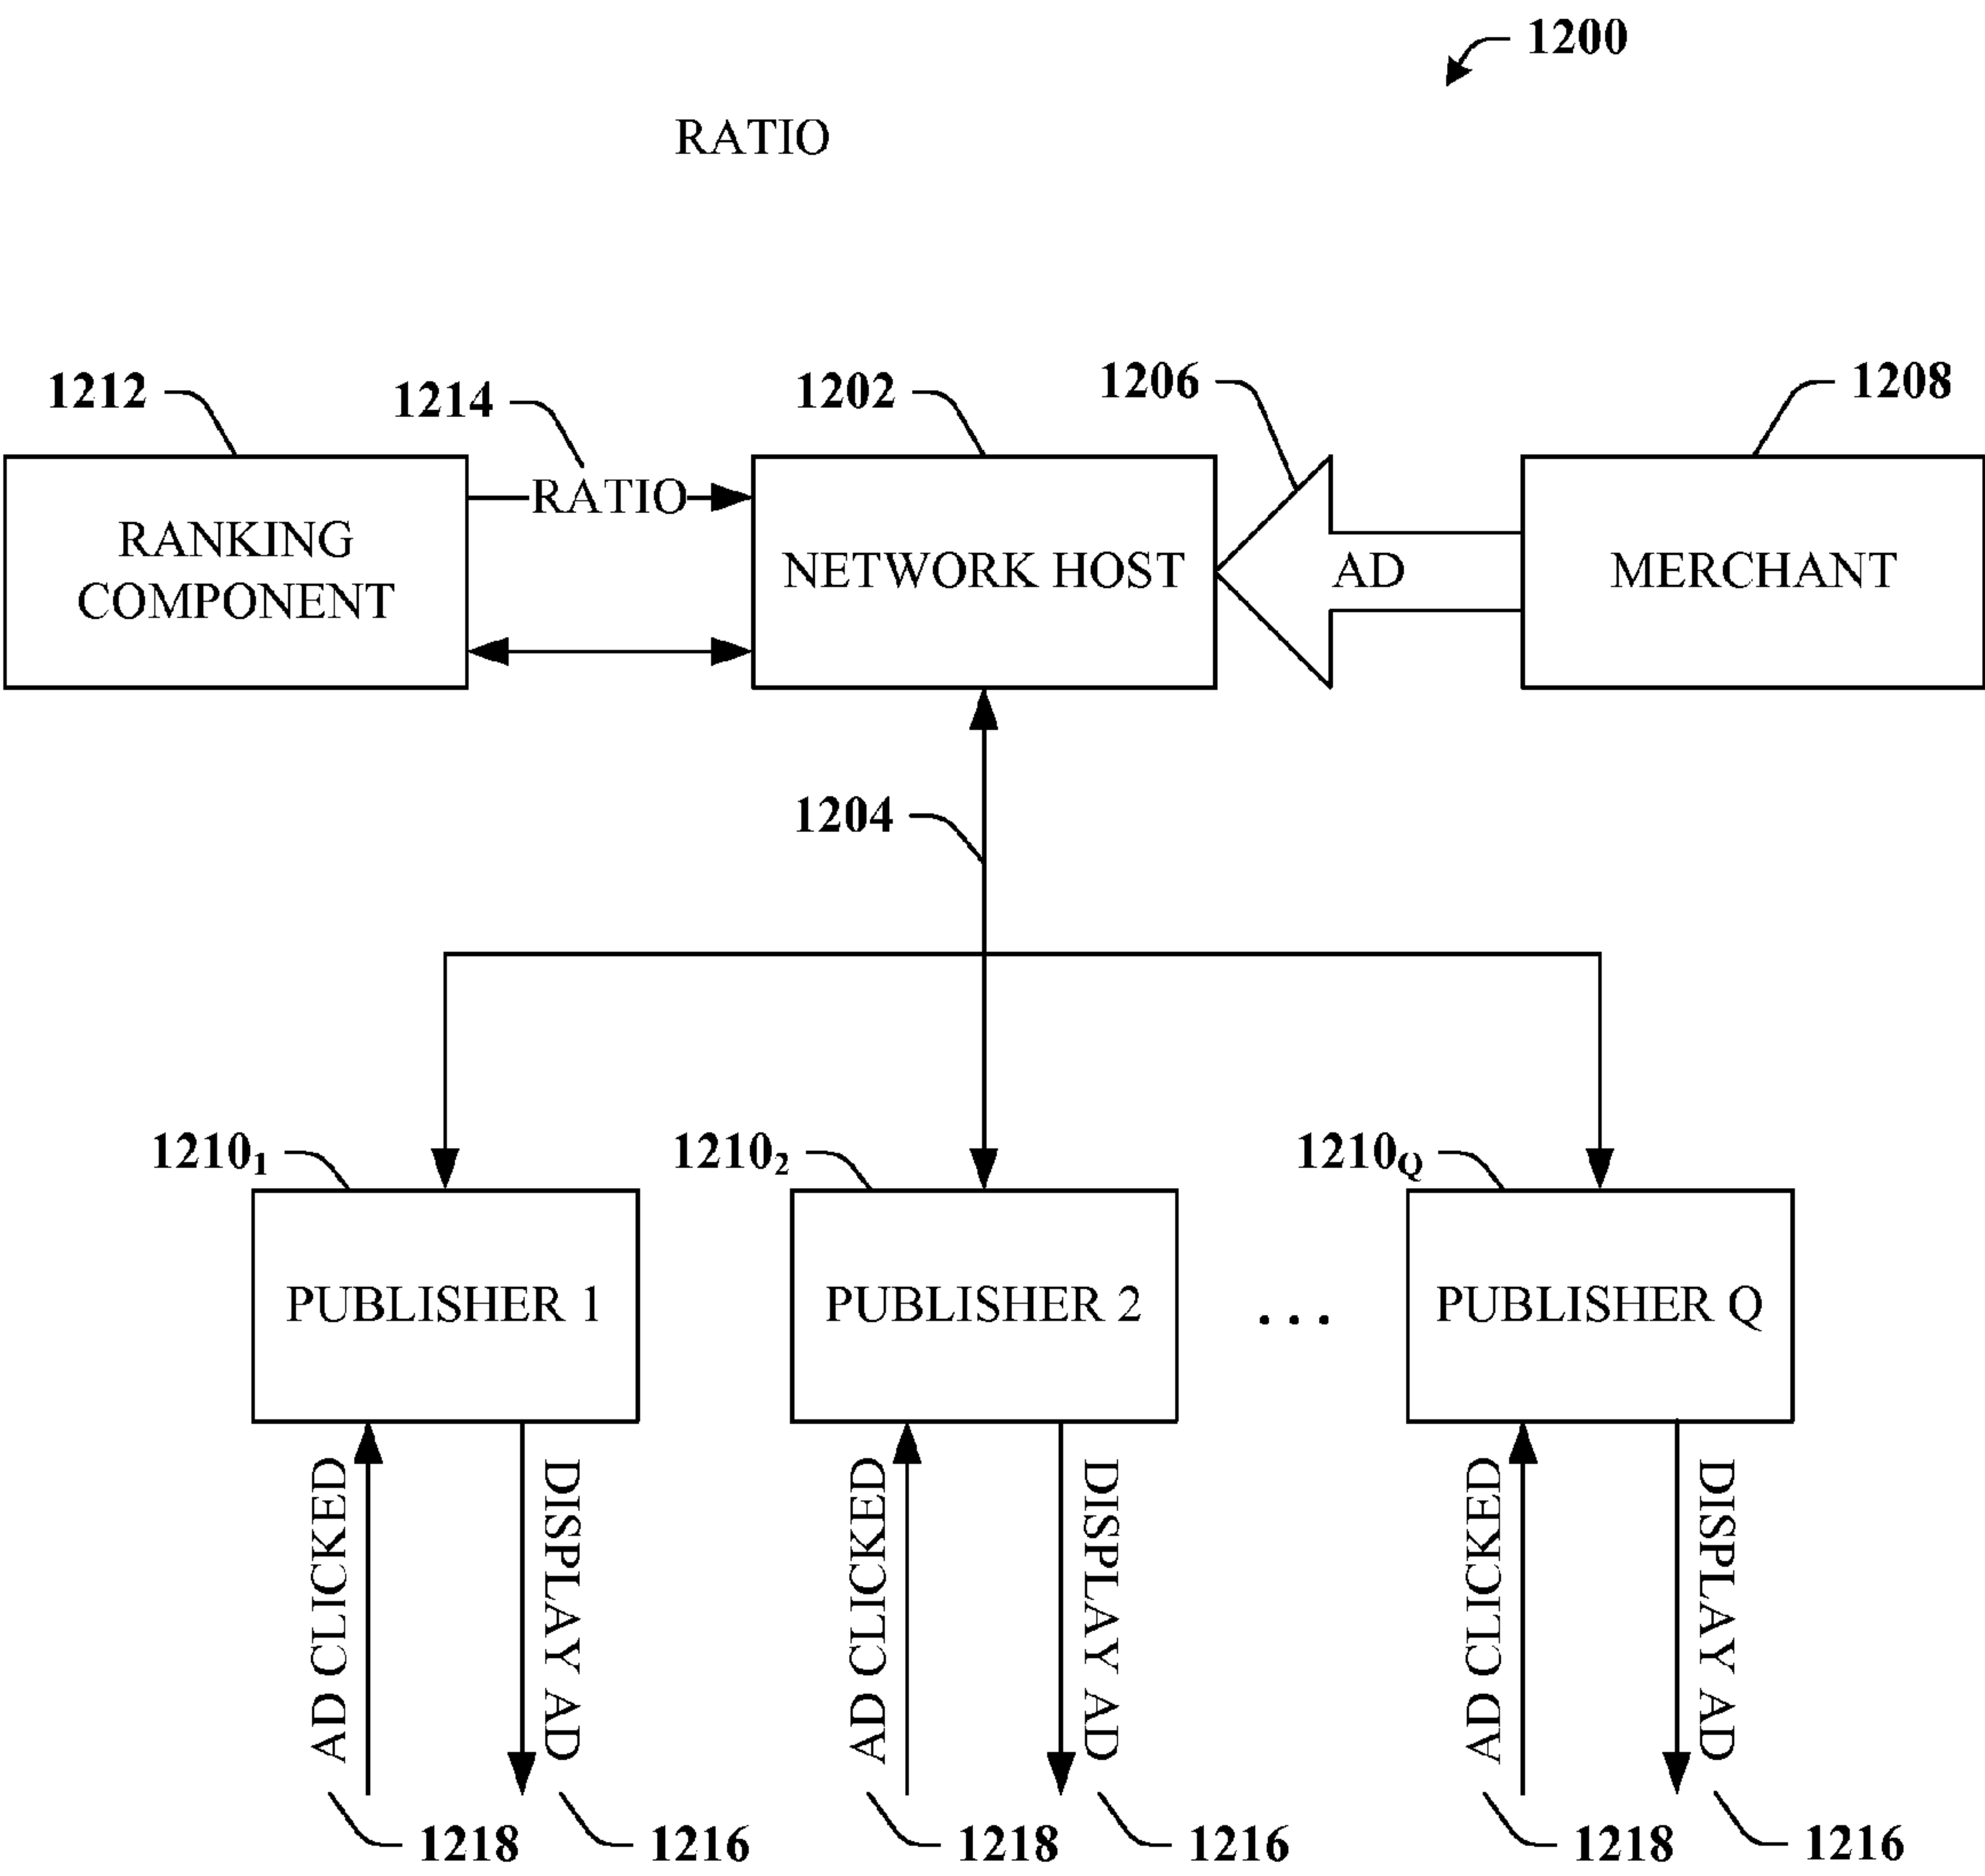 1200
RATIO
1212
1214
1202
1206
1208
RATIO
RANKING
COMPONENT
NETWORK HOST
AD
MERCHANT
1204
1210₁
1210₂
1210Q
PUBLISHER 1
PUBLISHER 2
...
PUBLISHER Q
AD CLICKED
DISPLAY AD
AD CLICKED
DISPLAY AD
AD CLICKED
DISPLAY AD
1218
1216
1218
1216
1218
1216